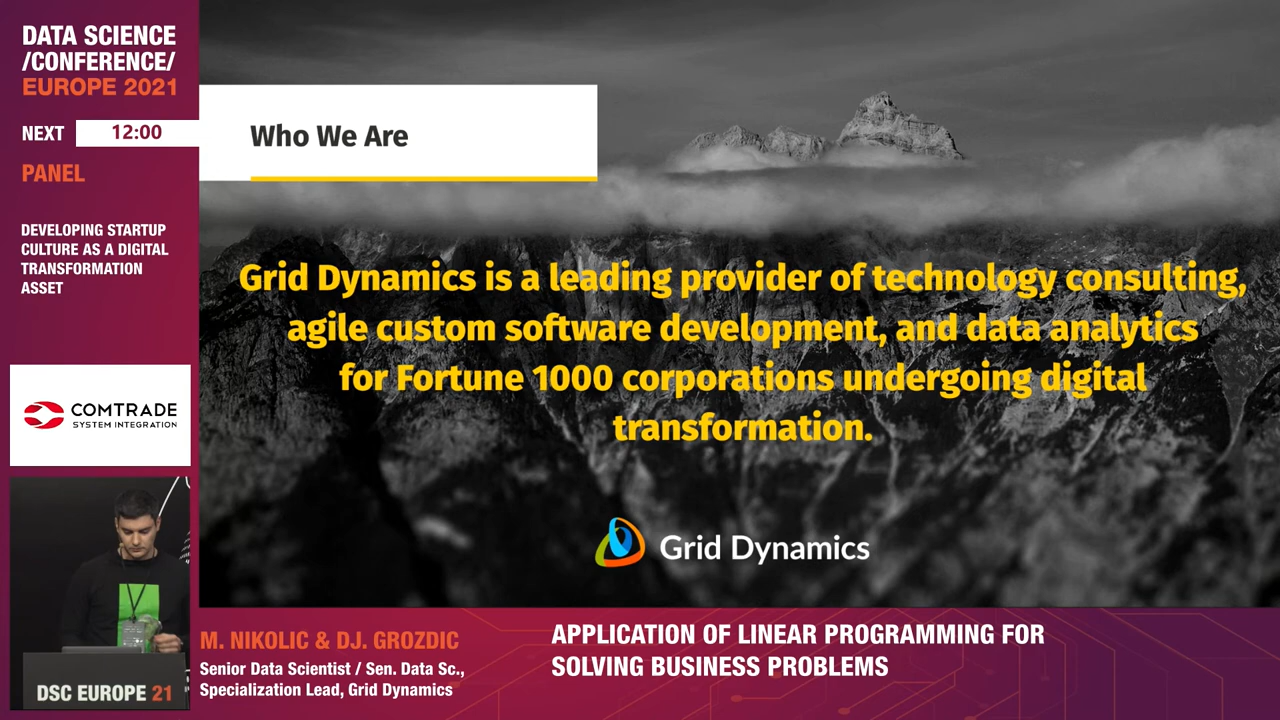 DATA SCIENCE
/CONFERENCE/
EUROPE 2021
NEXT 12:00
PANEL
DEVELOPING STARTUP
CULTURE AS A DIGITAL
TRANSFORMATION
ASSET
COMTRADE
SYSTEM INTEGRATION
DSC EUROPE 21
Who We Are
Grid Dynamics is a leading provider of technology consulting,
agile custom software development, and data analytics
for Fortune 1000 corporations undergoing digital
transformation.
Grid Dynamics
M. NIKOLIC & DJ. GROZDIC
Senior Data Scientist / Sen. Data Sc.,
Specialization Lead, Grid Dynamics
APPLICATION OF LINEAR PROGRAMMING FOR
SOLVING BUSINESS PROBLEMS